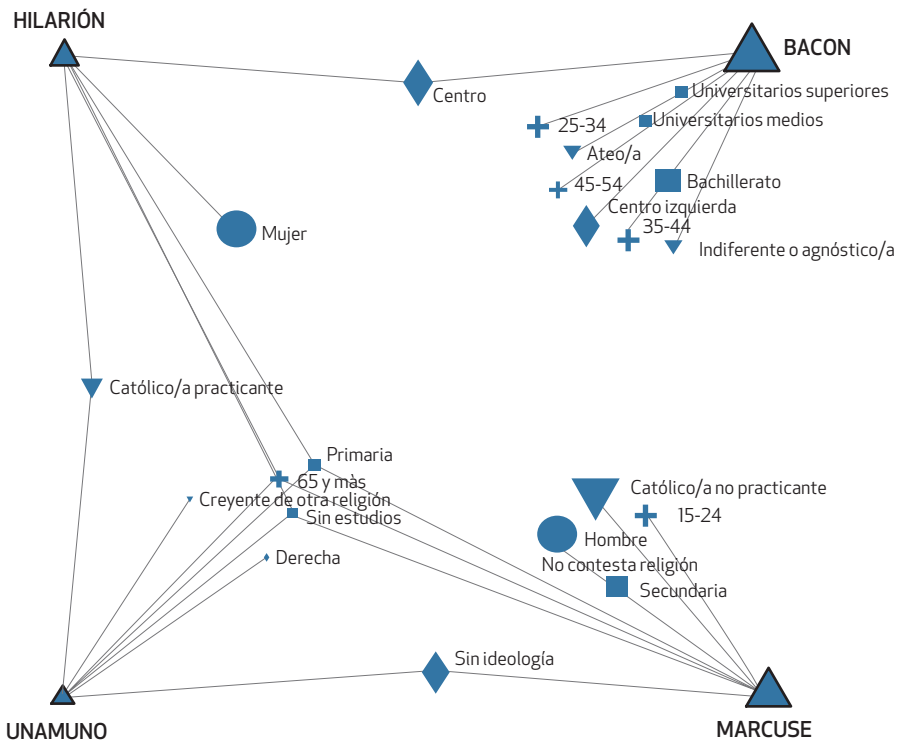 HILARIÓN
BACON
Centro
Universitarios superiores
25-34
Universitarios medios
Ateo/a
45-54
Bachillerato
Centro izquierda
35-44
Mujer
Indiferente o agnóstico/a
Católico/a practicante
Primaria
65 y màs
Creyente de otra religión
Sin estudios
Derecha
Católico/a no practicante
15-24
Hombre
No contesta religión
Secundaria
Sin ideología
UNAMUNO
MARCUSE